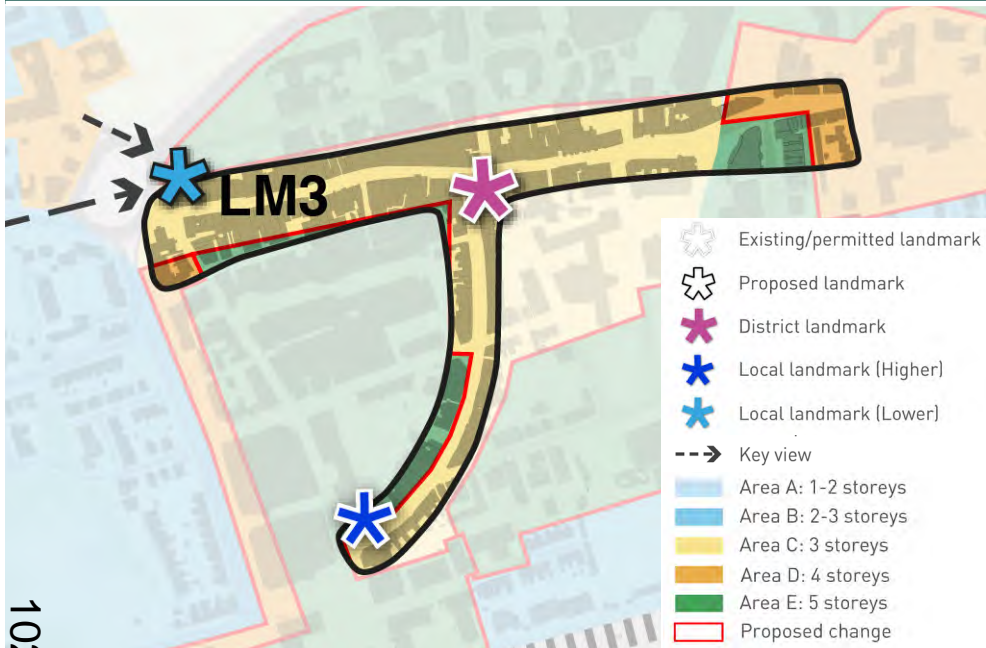 LM3
Existing/permitted landmark
Proposed landmark
District landmark
Local landmark (Higher)
Local landmark (Lower)
Key view
Area A: 1-2 storeys
Area B: 2-3 storeys
Area C: 3 storeys
Area D: 4 storeys
Area E: 5 storeys
Proposed change